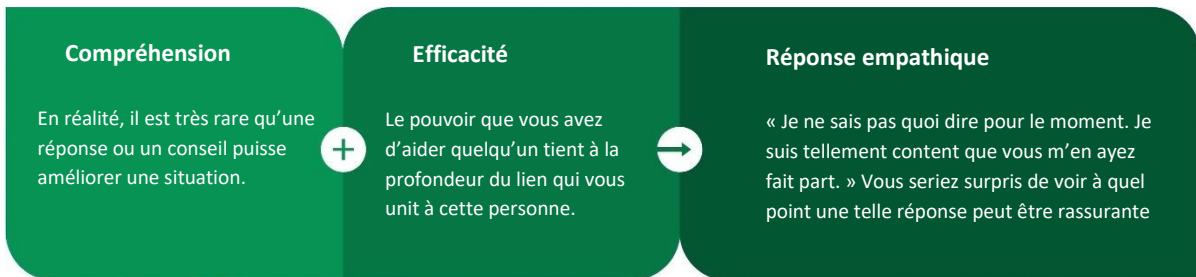 Compréhension
En réalité, il est très rare qu’une
réponse ou un conseil puisse
améliorer une situation.
+
Efficacité
Le pouvoir que vous avez
d’aider quelqu’un tient à la
profondeur du lien qui vous
unit à cette personne.
→
Réponse empathique
« Je ne sais pas quoi dire pour le moment. Je
suis tellement content que vous m’en ayez
fait part. » Vous seriez surpris de voir à quel
point une telle réponse peut être rassurante